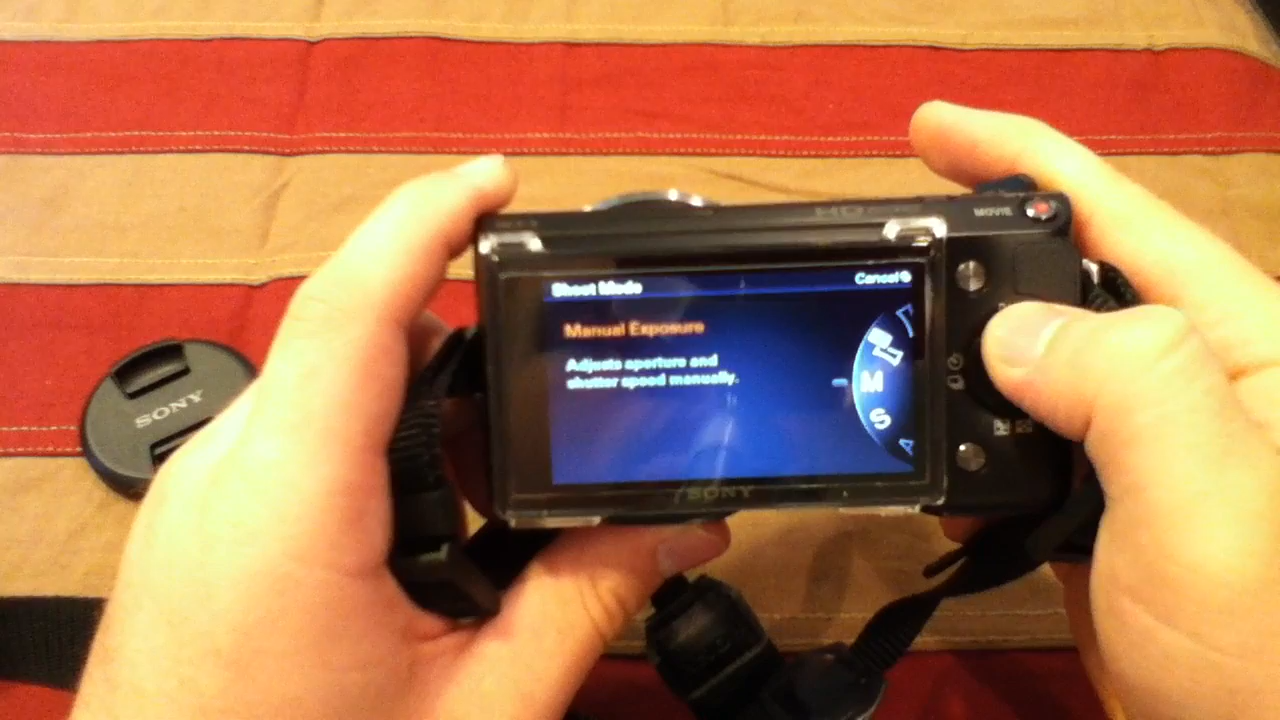 MOVIE
Shoot Mode
Cancel
Manual Exposure
Adjusts aperture and
shutter speed manually.
M
S
A
SONY
SONY